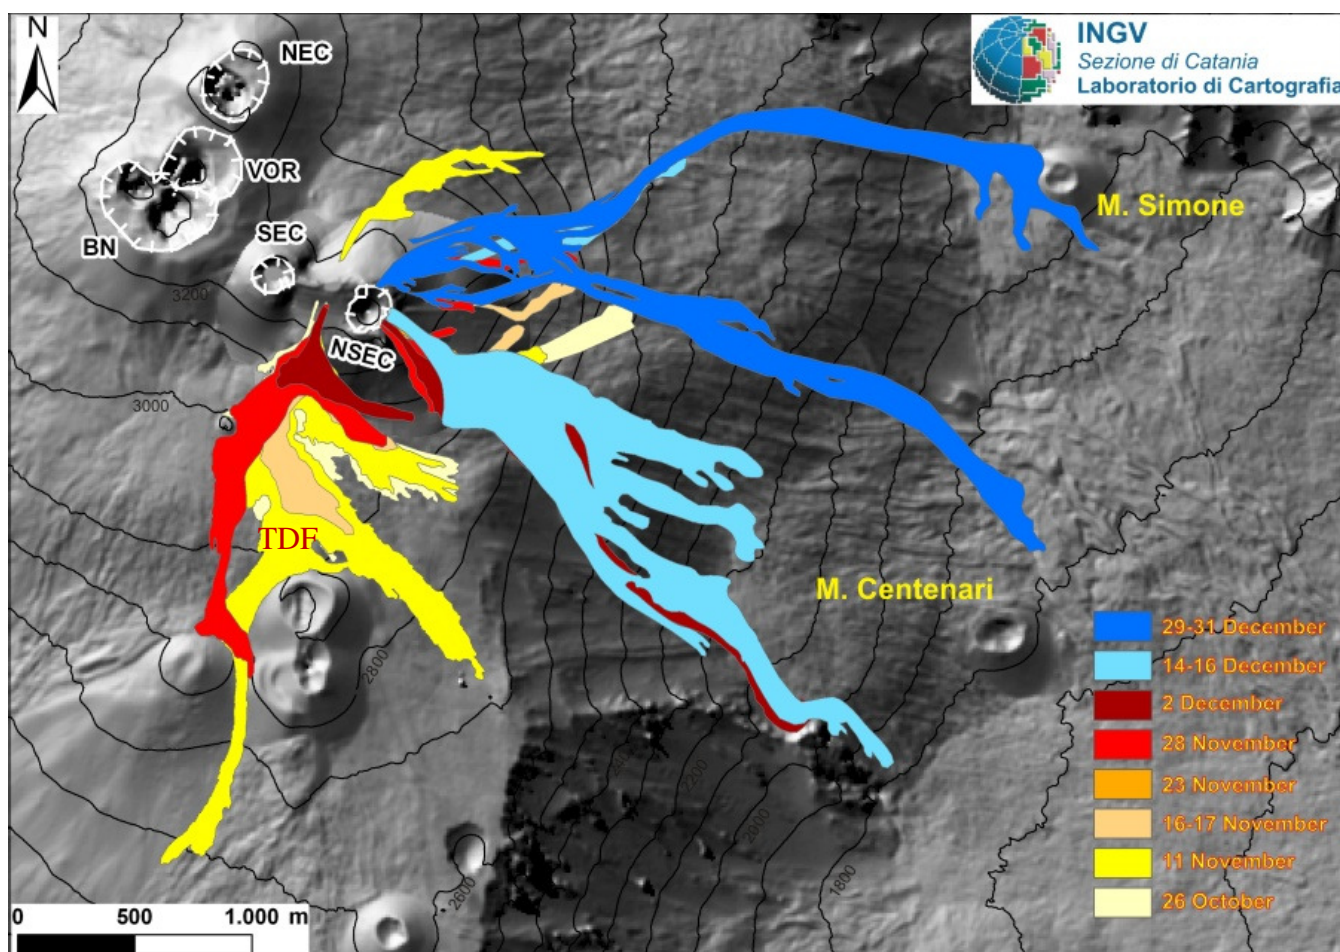 N
NEC
VOR
BN
SEC
NSEC
INGV
Sezione di Catania
Laboratorio di Cartografia
M. Simone
3200
3000
TDF
M. Centenari
2800
2200
2000
1800
2600
29-31 December
14-16 December
2 December
28 November
23 November
16-17 November
11 November
26 October
0 500 1.000 m